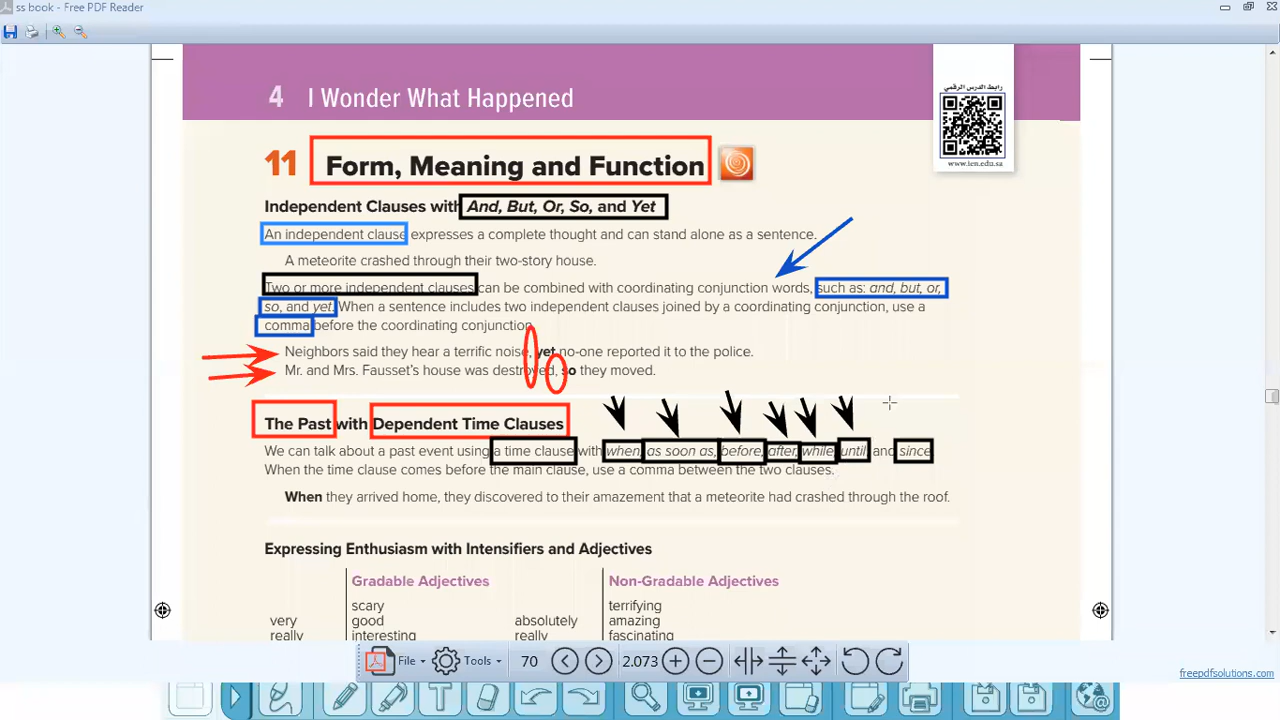 ss book - Free PDF Reader
4 I Wonder What Happened
رابط الدرس الرقمي
www.ien.edu.sa
11 Form, Meaning and Function
Independent Clauses with And, But, Or, So, and Yet
An independent clause expresses a complete thought and can stand alone as a sentence.
A meteorite crashed through their two-story house.
Two or more independent clauses can be combined with coordinating conjunction words, such as: and, but, or,
so, and yet. When a sentence includes two independent clauses joined by a coordinating conjunction, use a
comma before the coordinating conjunction.
Neighbors said they hear a terrific noise, yet no-one reported it to the police.
Mr. and Mrs. Fausset's house was destroyed, so they moved.
The Past with Dependent Time Clauses
We can talk about a past event using a time clause with when, as soon as, before, after, while, until and since
When the time clause comes before the main clause, use a comma between the two clauses.
When they arrived home, they discovered to their amazement that a meteorite had crashed through the roof.
Expressing Enthusiasm with Intensifiers and Adjectives
Gradable Adjectives Non-Gradable Adjectives
scary terrifying
very good absolutely amazing
really interesting really fascinating
File Tools 70 2.073
freepdfsolutions.com